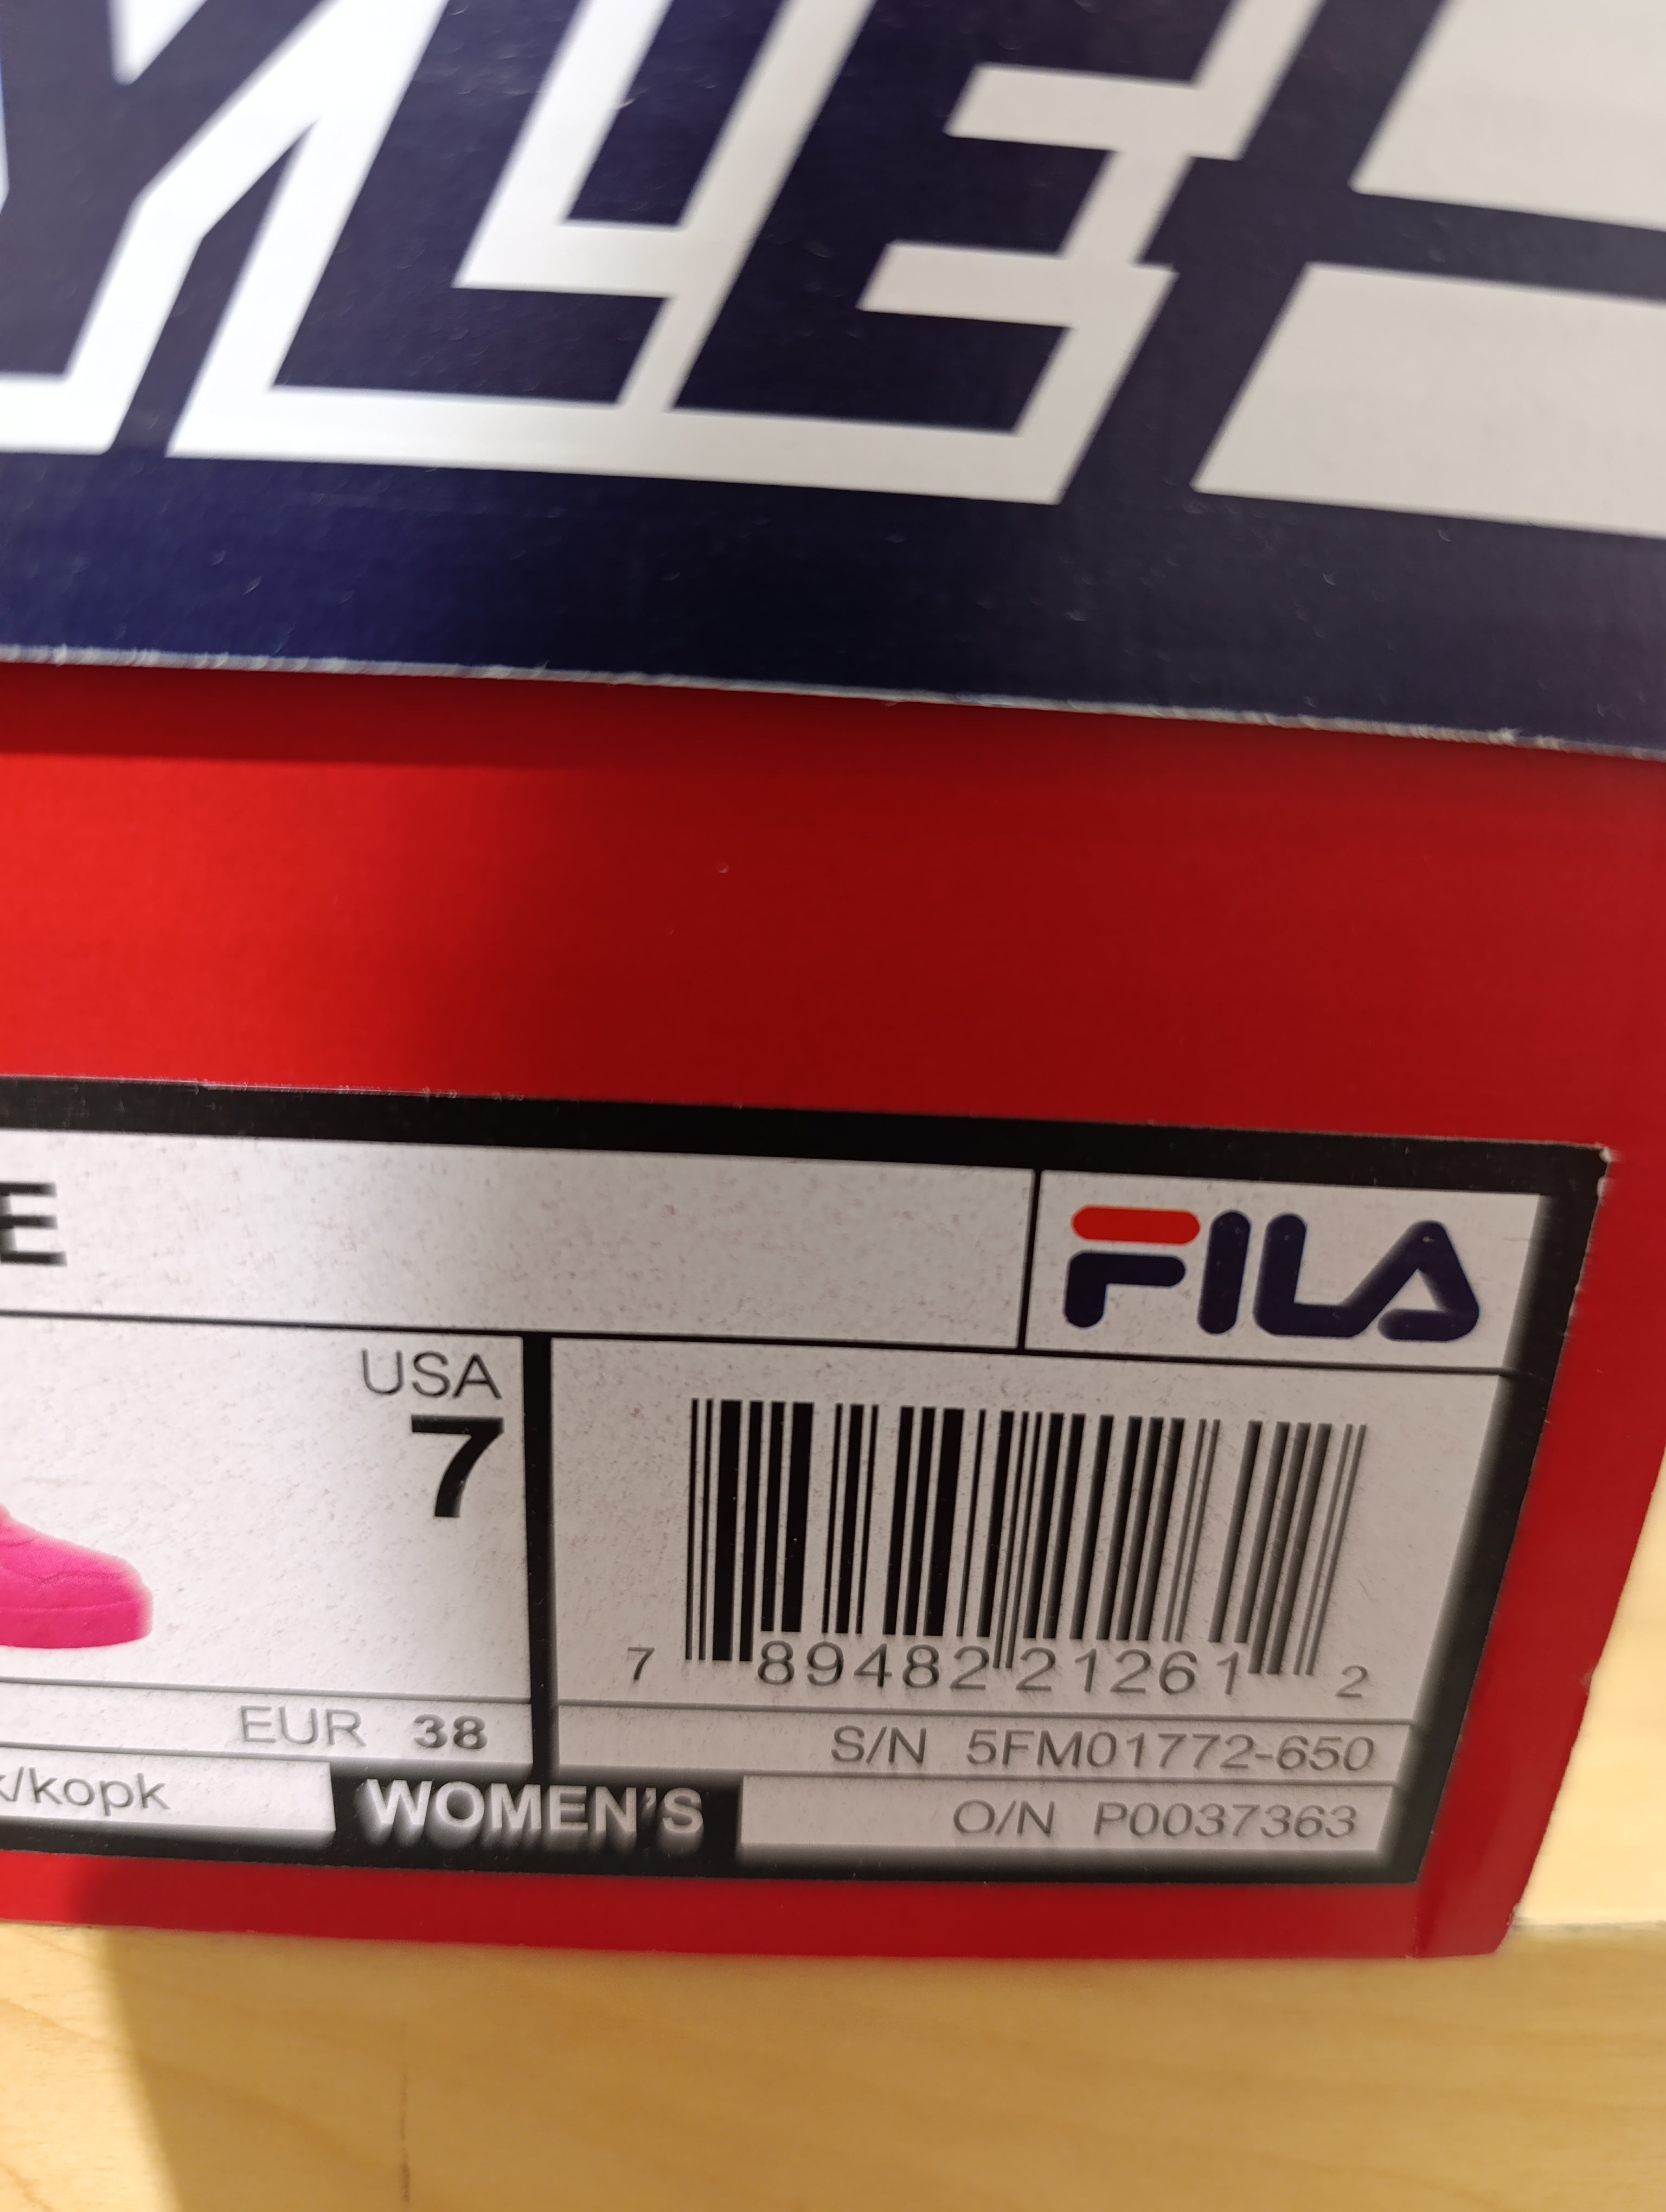 FILA
USA
7
7 89482 21261 2
EUR 38
S/N 5FM01772-650
/kopk
WOMEN'S
O/N P0037363